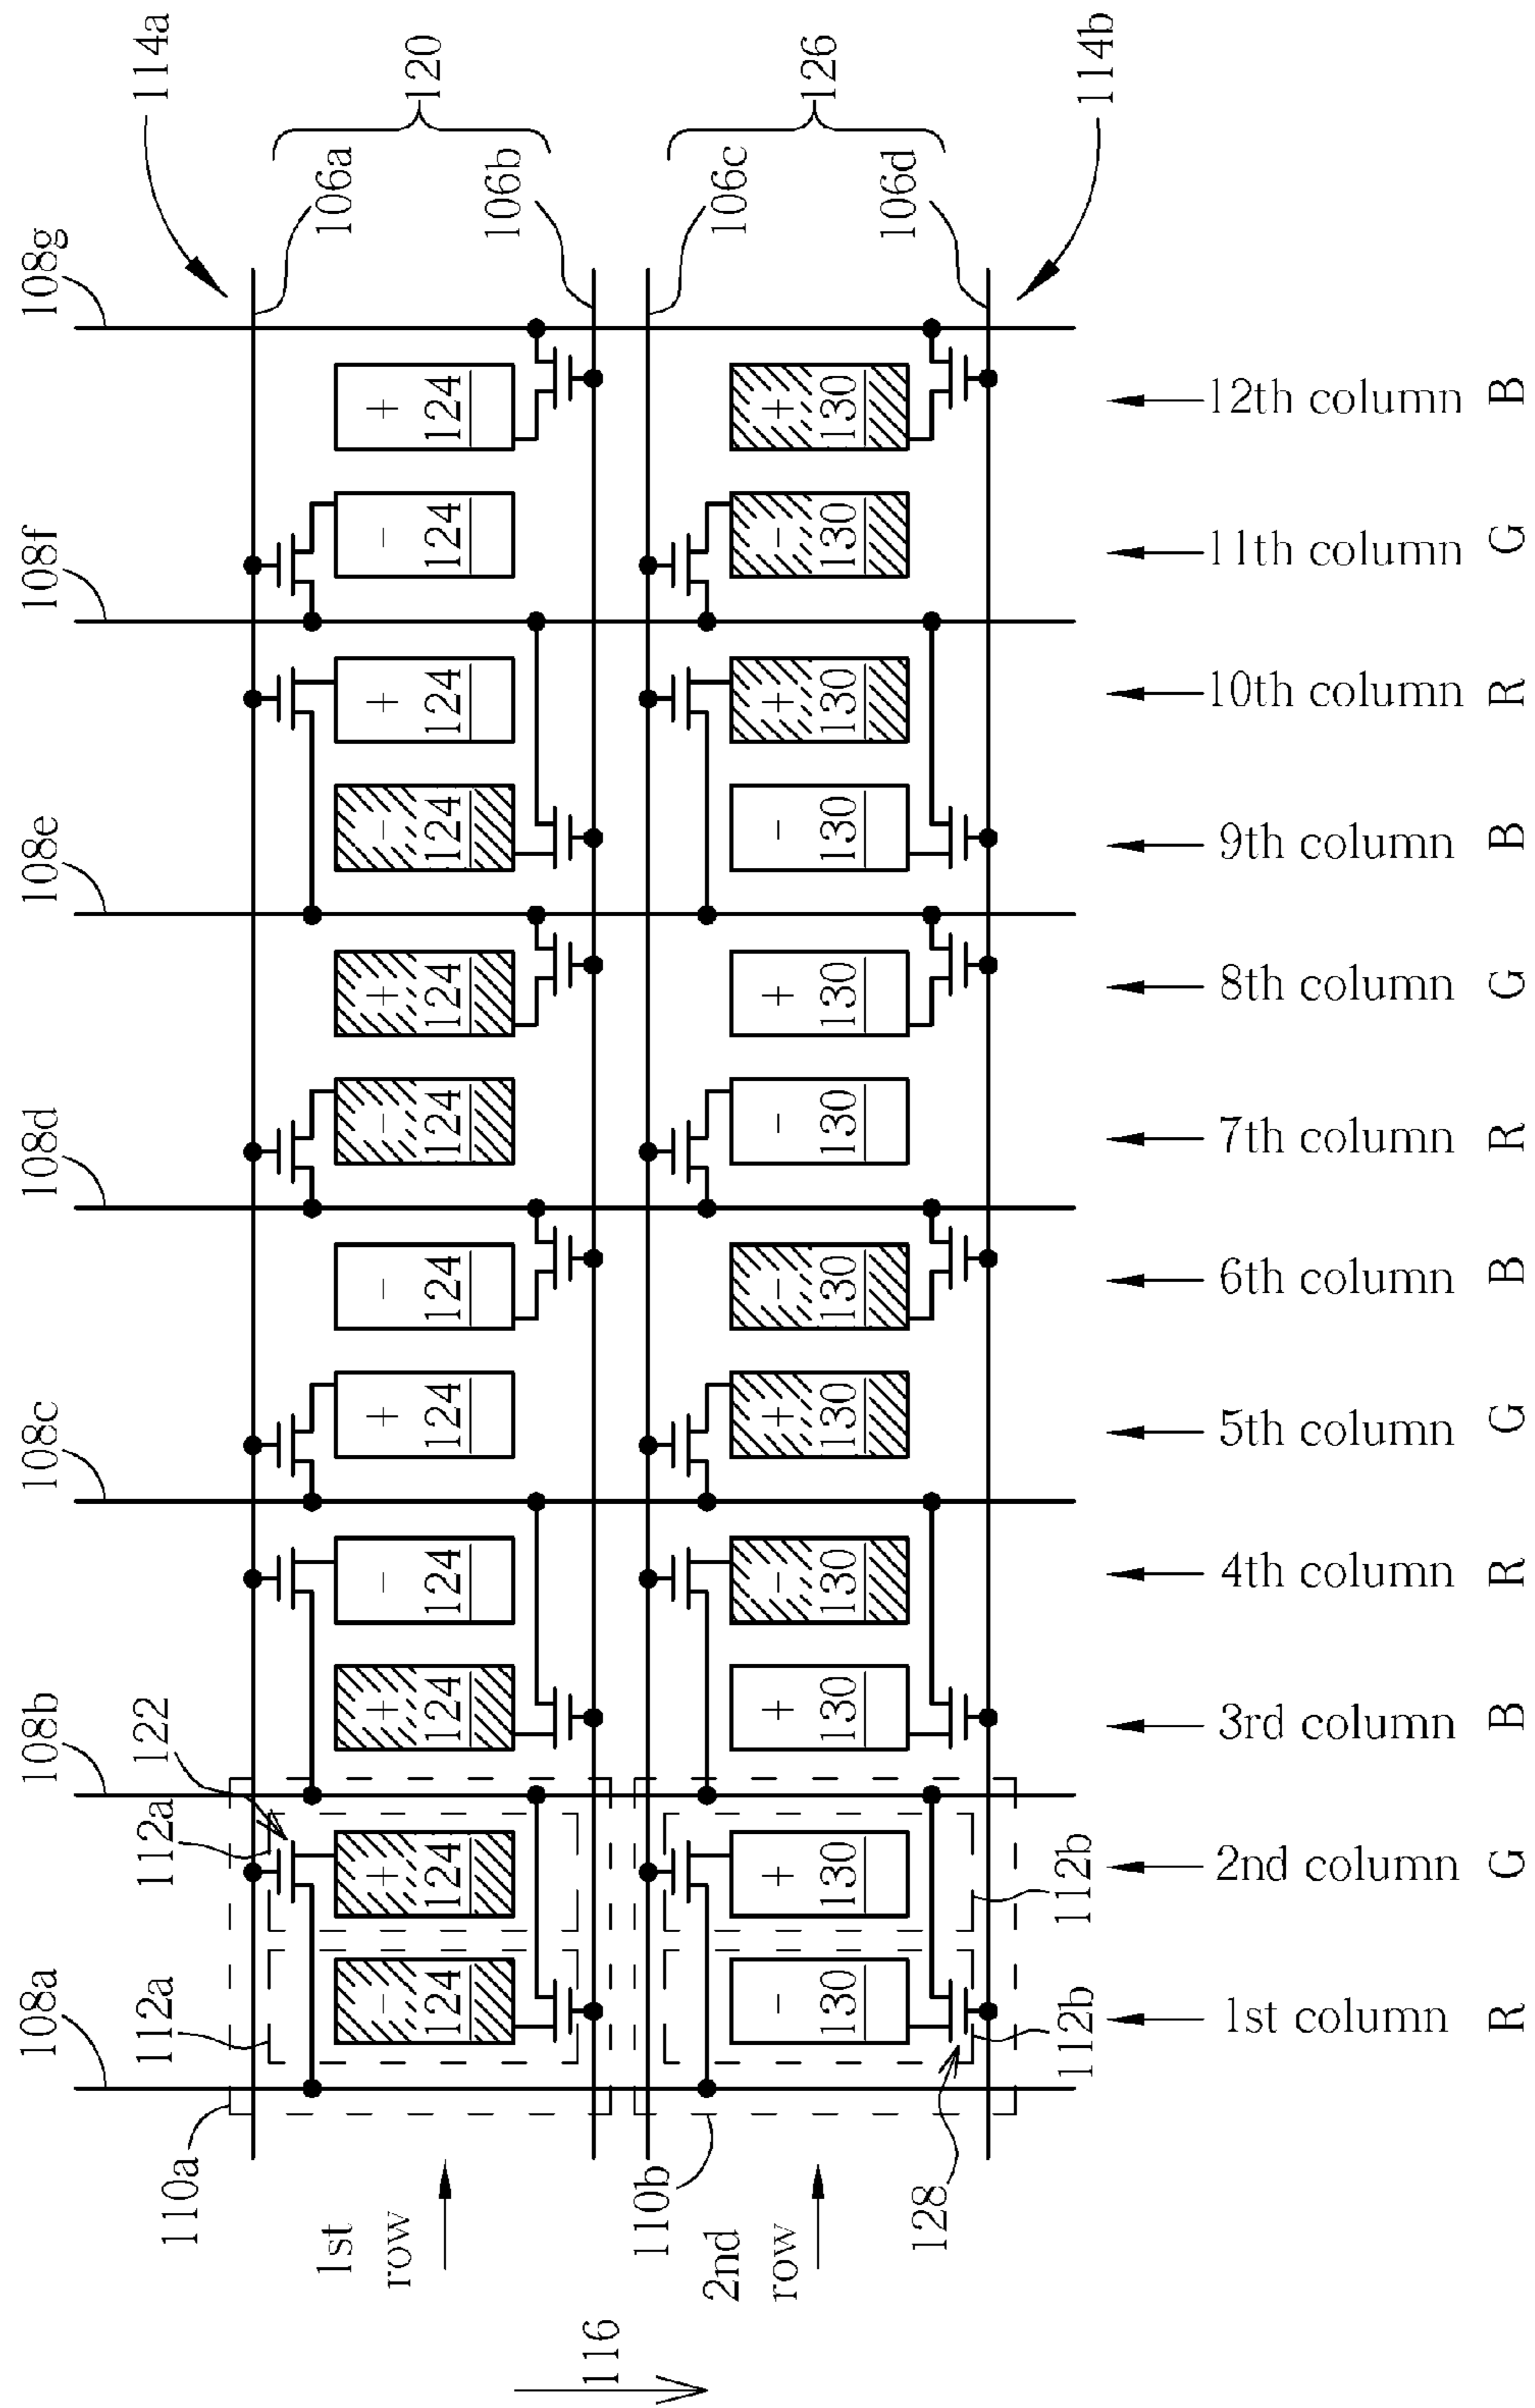 108a 108b 108c 108d 108e 108f 108g
110a 112a 112a 122 114a
1st row
106a
- + + - + - - + - + - +
124 124 124 124 124 124 124 124 124 124 124 124
120
106b
116
110b
2nd row
106c
- + + - + - - + - + - +
130 130 130 130 130 130 130 130 130 130 130 130
126
128
106d
112b 112b 114b
1st column 2nd column 3rd column 4th column 5th column 6th column 7th column 8th column 9th column 10th column 11th column 12th column
R G B R G B R G B R G B